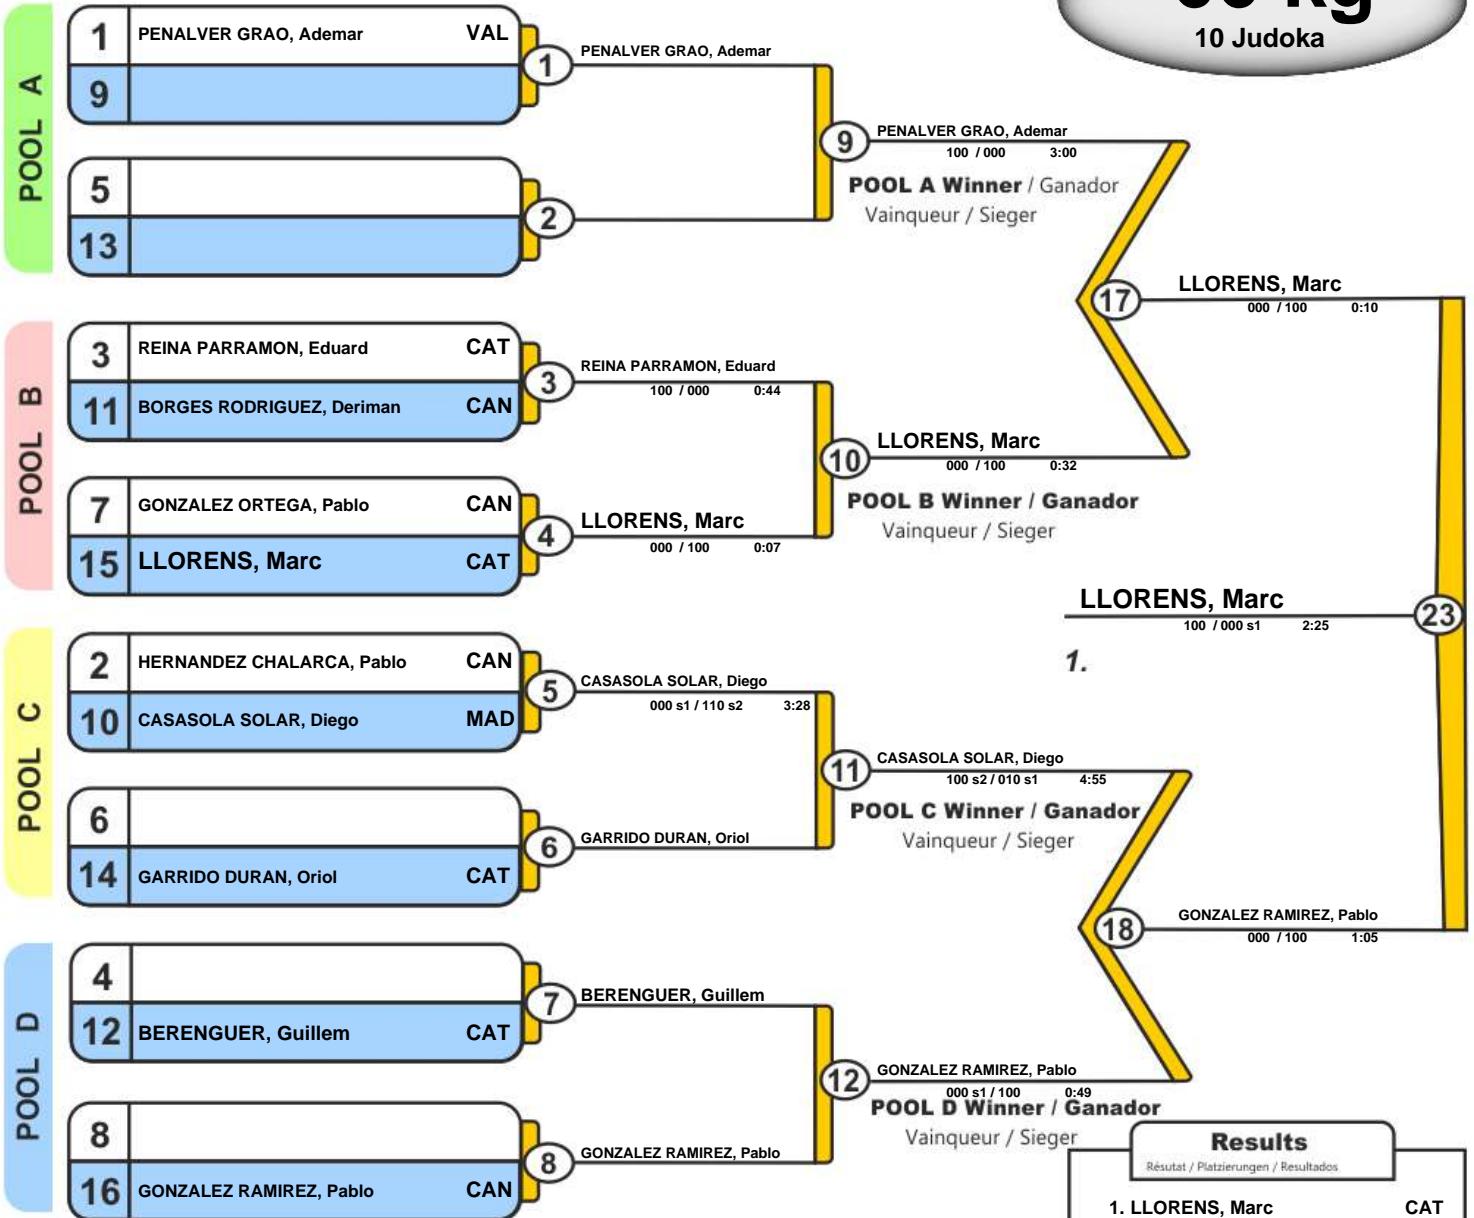 10 Judoka
POOL A
1 PENALVER GRAO, Ademar VAL
9
1
PENALVER GRAO, Ademar
5
13
2
9
PENALVER GRAO, Ademar
100 / 000 3:00
POOL A Winner / Ganador
Vainqueur / Sieger
POOL B
3 REINA PARRAMON, Eduard CAT
11 BORGES RODRIGUEZ, Deriman CAN
3
REINA PARRAMON, Eduard
100 / 000 0:44
7 GONZALEZ ORTEGA, Pablo CAN
15 LLORENS, Marc CAT
4
LLORENS, Marc
000 / 100 0:07
10
LLORENS, Marc
000 / 100 0:32
POOL B Winner / Ganador
Vainqueur / Sieger
17
LLORENS, Marc
000 / 100 0:10
POOL C
2 HERNANDEZ CHALARCA, Pablo CAN
10 CASASOLA SOLAR, Diego MAD
5
CASASOLA SOLAR, Diego
000 s1 / 110 s2 3:28
6
14 GARRIDO DURAN, Oriol CAT
6
GARRIDO DURAN, Oriol
11
CASASOLA SOLAR, Diego
100 s2 / 010 s1 4:55
POOL C Winner / Ganador
Vainqueur / Sieger
POOL D
4
12 BERENGUER, Guillem CAT
7
BERENGUER, Guillem
8
16 GONZALEZ RAMIREZ, Pablo CAN
8
GONZALEZ RAMIREZ, Pablo
12
GONZALEZ RAMIREZ, Pablo
000 s1 / 100 0:49
POOL D Winner / Ganador
Vainqueur / Sieger
18
GONZALEZ RAMIREZ, Pablo
000 / 100 1:05
LLORENS, Marc
23
100 / 000 s1 2:25
1.
Results
Résutat / Platzierungen / Resultados
1. LLORENS, Marc CAT